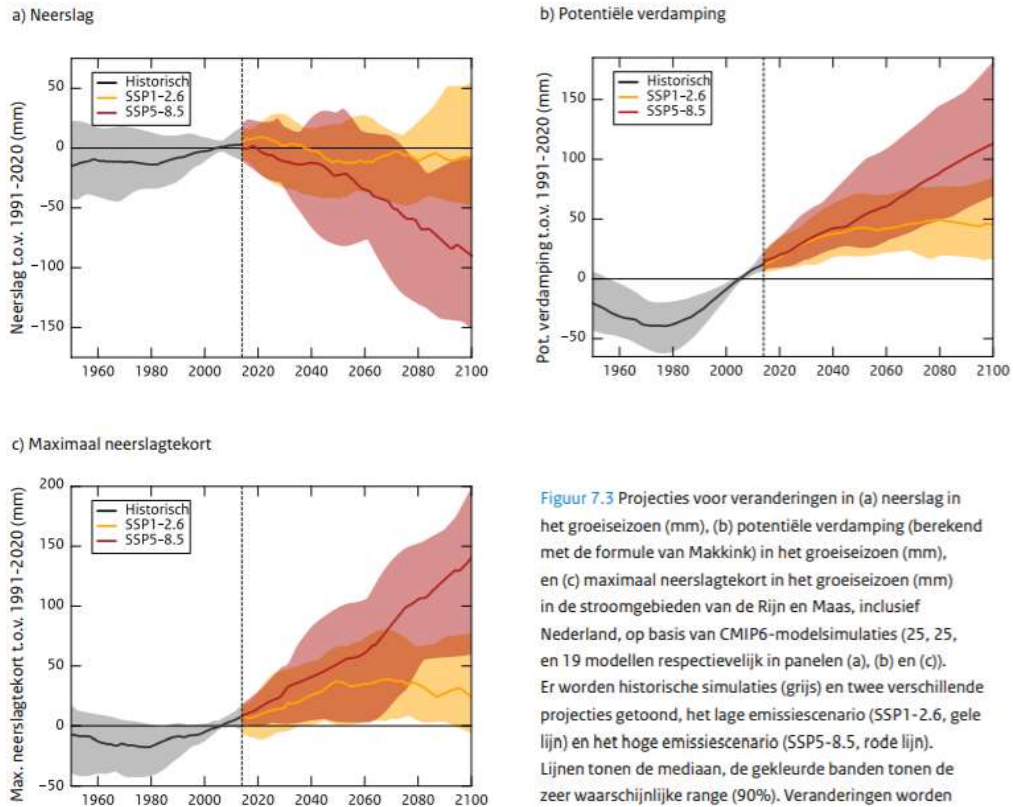 a) Neerslag
Neerslag t.o.v. 1991-2020 (mm)
50
0
−50
−100
−150
Historisch
SSP1-2.6
SSP5-8.5
1960 1980 2000 2020 2040 2060 2080 2100
b) Potentiële verdamping
Pot. verdamping t.o.v. 1991-2020 (mm)
150
100
50
0
−50
Historisch
SSP1-2.6
SSP5-8.5
1960 1980 2000 2020 2040 2060 2080 2100
c) Maximaal neerslagtekort
Max. neerslagtekort t.o.v. 1991-2020 (mm)
200
150
100
50
0
−50
Historisch
SSP1-2.6
SSP5-8.5
1960 1980 2000 2020 2040 2060 2080 2100
Figuur 7.3 Projecties voor veranderingen in (a) neerslag in
het groeiseizoen (mm), (b) potentiële verdamping (berekend
met de formule van Makkink) in het groeiseizoen (mm),
en (c) maximaal neerslagtekort in het groeiseizoen (mm)
in de stroomgebieden van de Rijn en Maas, inclusief
Nederland, op basis van CMIP6-modelsimulaties (25, 25,
en 19 modellen respectievelijk in panelen (a), (b) en (c)).
Er worden historische simulaties (grijs) en twee verschillende
projecties getoond, het lage emissiescenario (SSP1-2.6, gele
lijn) en het hoge emissiescenario (SSP5-8.5, rode lijn).
Lijnen tonen de mediaan, de gekleurde banden tonen de
zeer waarschijnlijke range (90%). Veranderingen worden